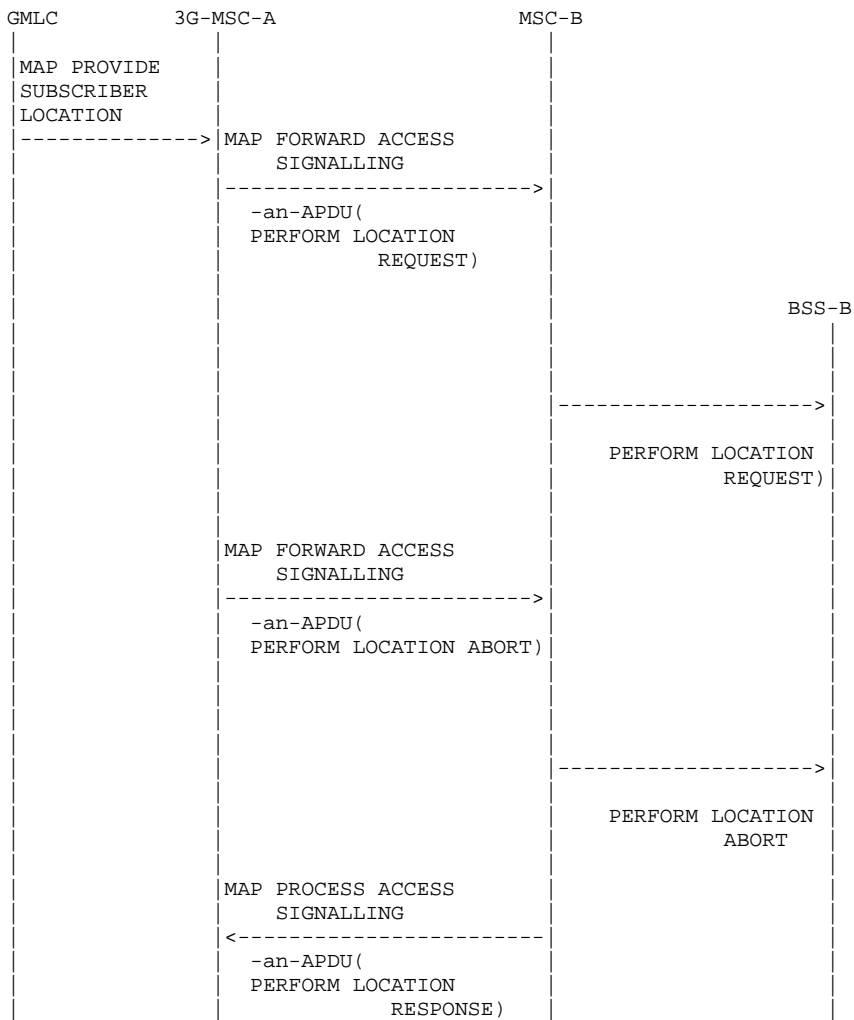 GMLC 3G-MSC-A MSC-B
MAP PROVIDE
SUBSCRIBER
LOCATION
MAP FORWARD ACCESS
SIGNALLING
-an-APDU(
PERFORM LOCATION
REQUEST)
BSS-B
PERFORM LOCATION
REQUEST)
MAP FORWARD ACCESS
SIGNALLING
-an-APDU(
PERFORM LOCATION ABORT)
PERFORM LOCATION
ABORT
MAP PROCESS ACCESS
SIGNALLING
-an-APDU(
PERFORM LOCATION
RESPONSE)